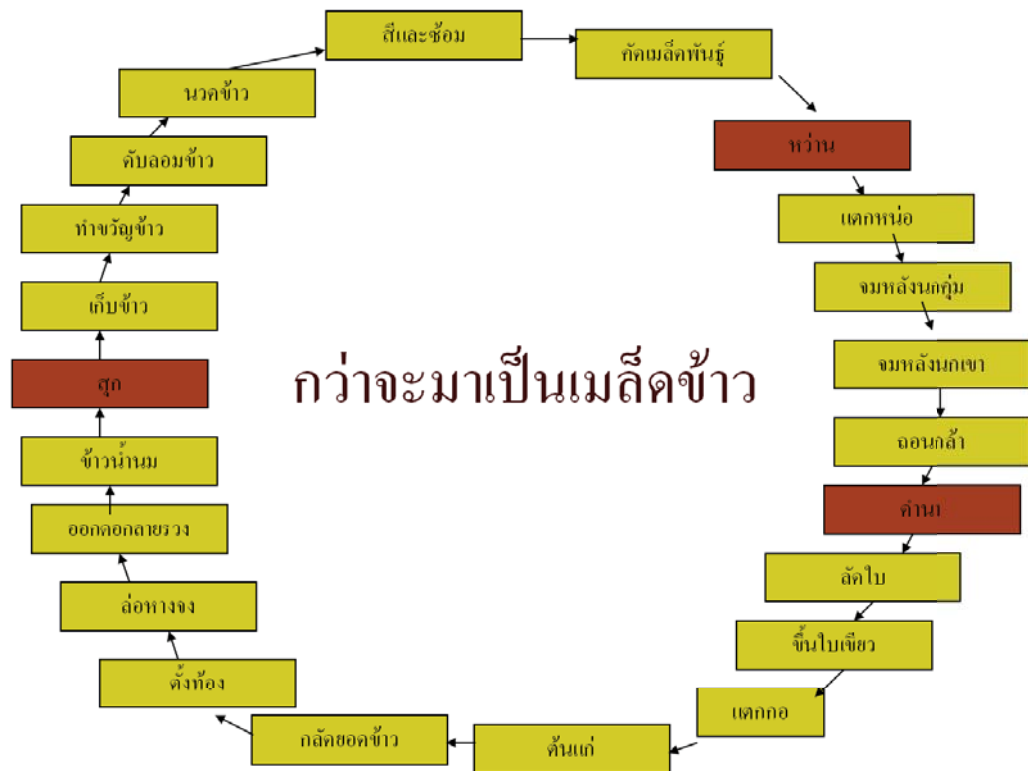 สีและซ้อม
คัดเมล็ดพันธุ์
หว่าน
แตกหน่อ
จมหลังนกคุ่ม
จมหลังนกเขา
ถอนกล้า
ดำนา
ลัดใบ
ขึ้นใบเขียว
แตกกอ
ต้นแก่
กลัดยอดข้าว
ตั้งท้อง
ล่อหางจง
ออกดอกลายรวง
ข้าวน้ำนม
สุก
เก็บข้าว
ทำขวัญข้าว
ดับลอมข้าว
นวดข้าว
กว่าจะมาเป็นเมล็ดข้าว